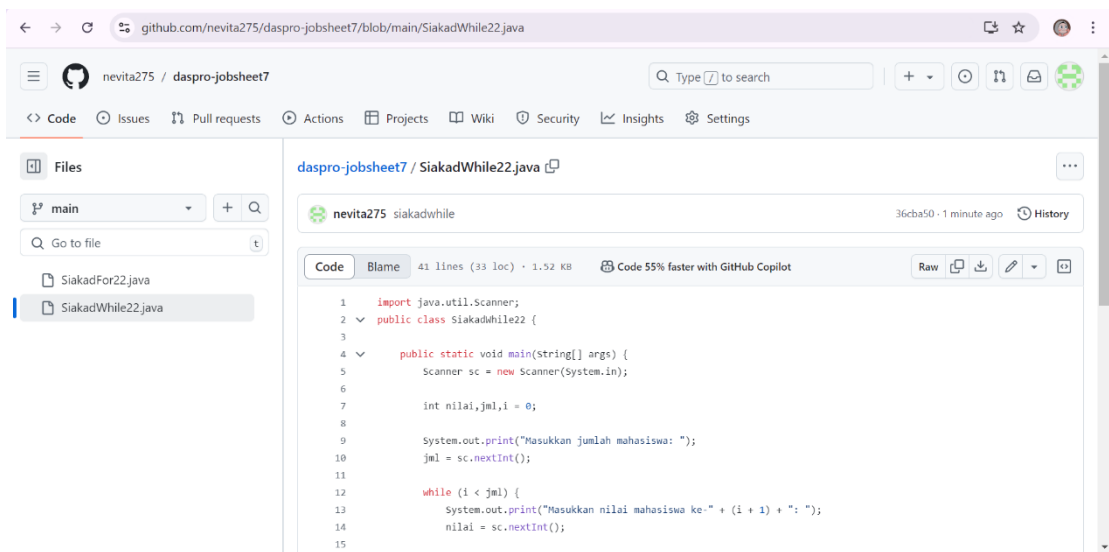 github.com/nevita275/daspro-jobsheet7/blob/main/SiakadWhile22.java
nevita275 / daspro-jobsheet7
Type / to search
Code Issues Pull requests Actions Projects Wiki Security Insights Settings
Files
main
Go to file t
SiakadFor22.java
SiakadWhile22.java
daspro-jobsheet7 / SiakadWhile22.java
nevita275 siakadwhile 36cba50 · 1 minute ago History
Code Blame 41 lines (33 loc) · 1.52 KB Code 55% faster with GitHub Copilot Raw
1 import java.util.Scanner;
2 public class SiakadWhile22 {
3
4 public static void main(String[] args) {
5 Scanner sc = new Scanner(System.in);
6
7 int nilai,jml,i = 0;
8
9 System.out.print("Masukkan jumlah mahasiswa: ");
10 jml = sc.nextInt();
11
12 while (i < jml) {
13 System.out.print("Masukkan nilai mahasiswa ke-" + (i + 1) + ": ");
14 nilai = sc.nextInt();
15